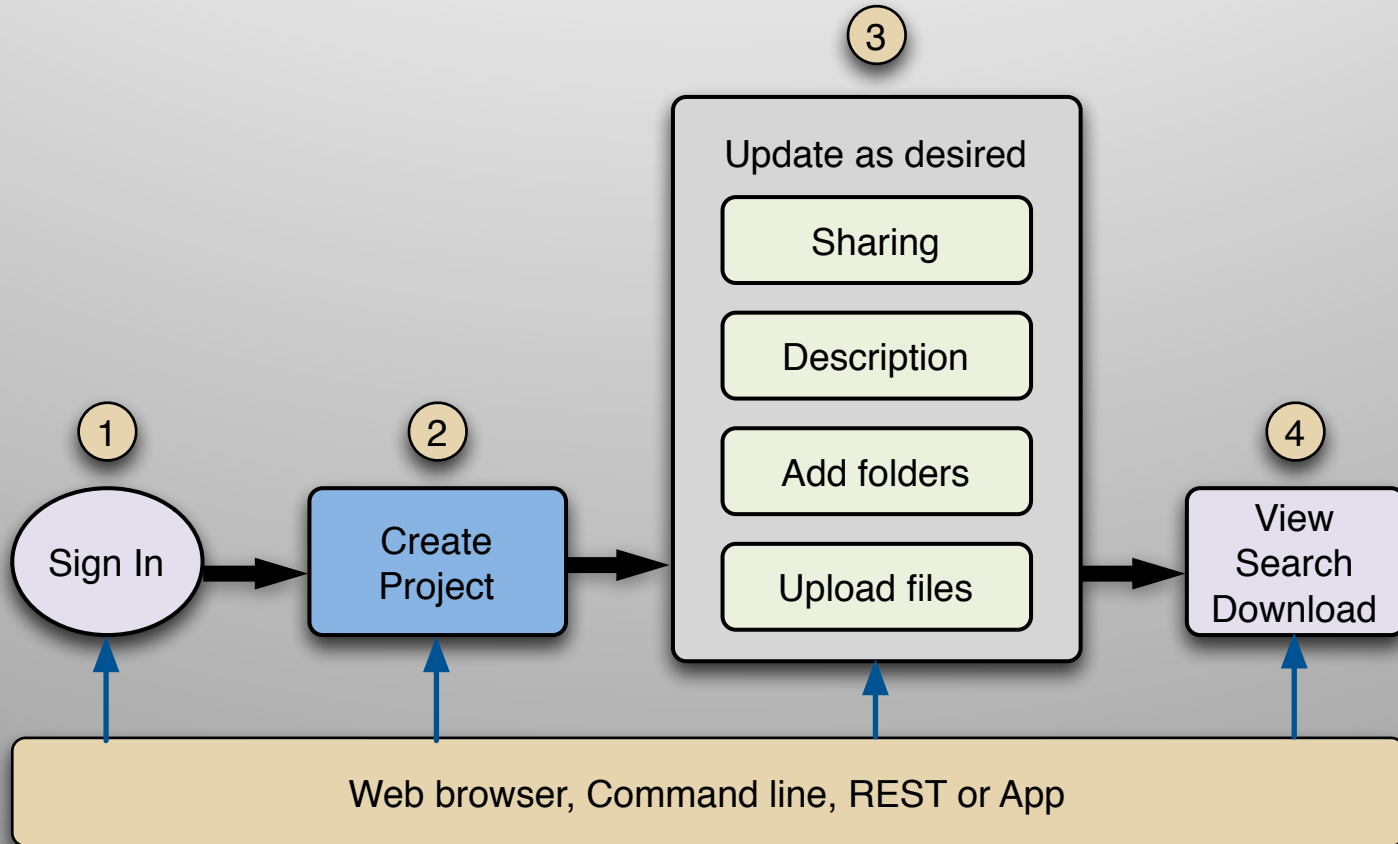 3
Update as desired
Sharing
Description
Add folders
Upload files
1
Sign In
2
Create
Project
4
View
Search
Download
Web browser, Command line, REST or App